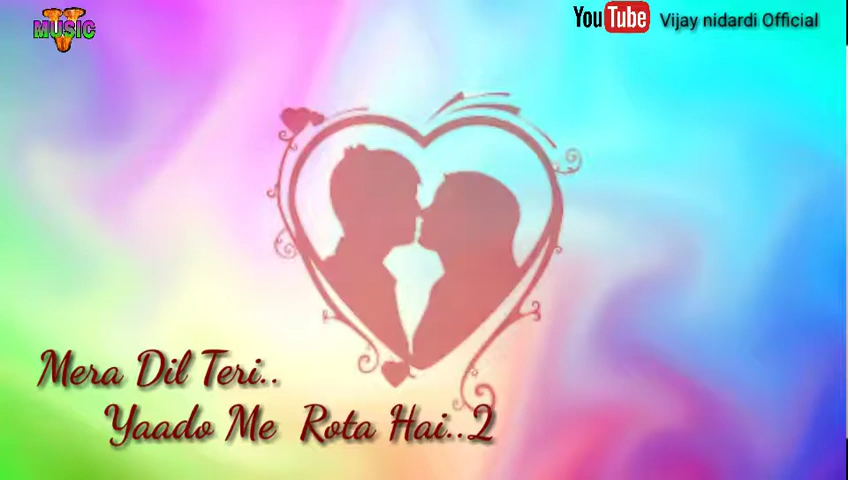 V MUSIC
YouTube Vijay nidardi Official
Mera Dil Teri..
Yaado Me Rota Hai..2